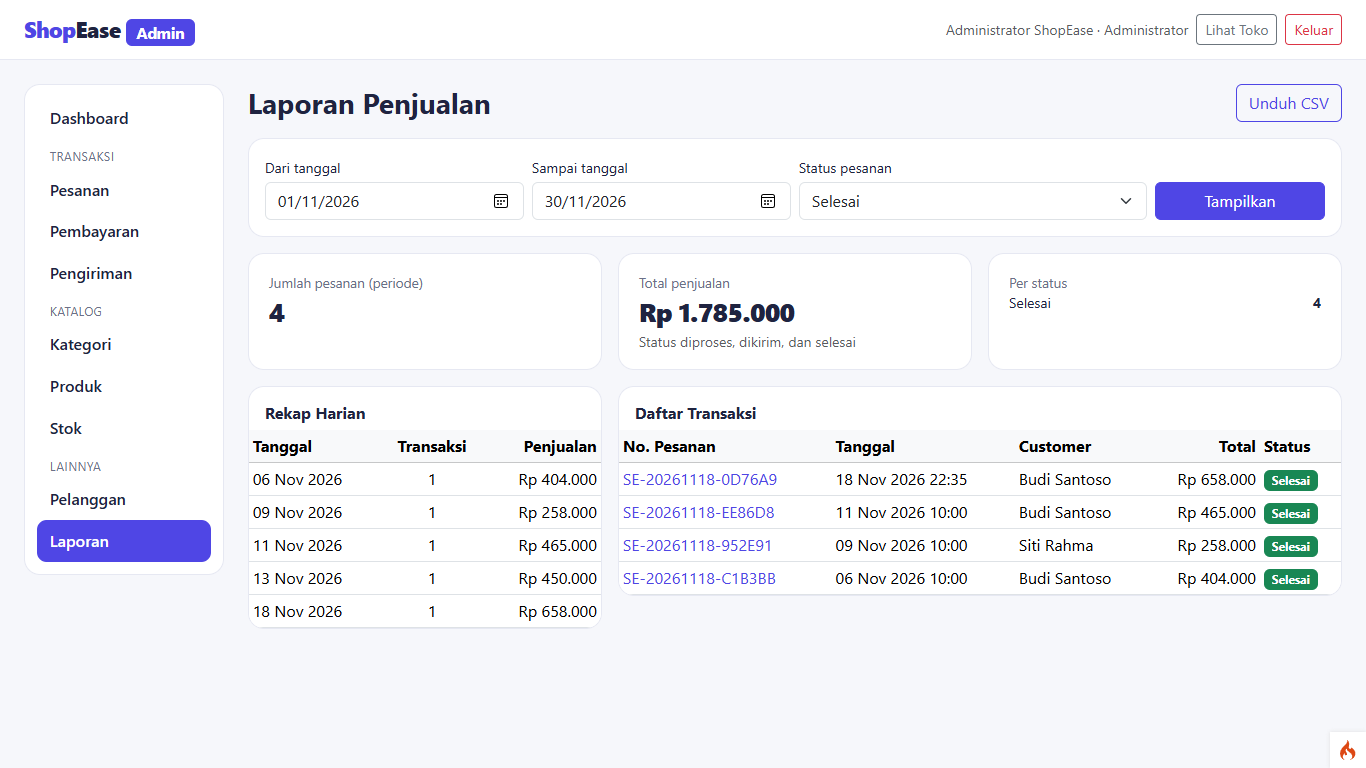 ShopEase Admin
Administrator ShopEase · Administrator Lihat Toko Keluar
Dashboard
TRANSAKSI
Pesanan
Pembayaran
Pengiriman
KATALOG
Kategori
Produk
Stok
LAINNYA
Pelanggan
Laporan
Laporan Penjualan Unduh CSV
Dari tanggal Sampai tanggal Status pesanan
01/11/2026 30/11/2026 Selesai Tampilkan
Jumlah pesanan (periode)
4
Total penjualan
Rp 1.785.000
Status diproses, dikirim, dan selesai
Per status
Selesai 4
Rekap Harian
Tanggal Transaksi Penjualan
06 Nov 2026 1 Rp 404.000
09 Nov 2026 1 Rp 258.000
11 Nov 2026 1 Rp 465.000
13 Nov 2026 1 Rp 450.000
18 Nov 2026 1 Rp 658.000
Daftar Transaksi
No. Pesanan Tanggal Customer Total Status
SE-20261118-0D76A9 18 Nov 2026 22:35 Budi Santoso Rp 658.000 Selesai
SE-20261118-EE86D8 11 Nov 2026 10:00 Budi Santoso Rp 465.000 Selesai
SE-20261118-952E91 09 Nov 2026 10:00 Siti Rahma Rp 258.000 Selesai
SE-20261118-C1B3BB 06 Nov 2026 10:00 Budi Santoso Rp 404.000 Selesai